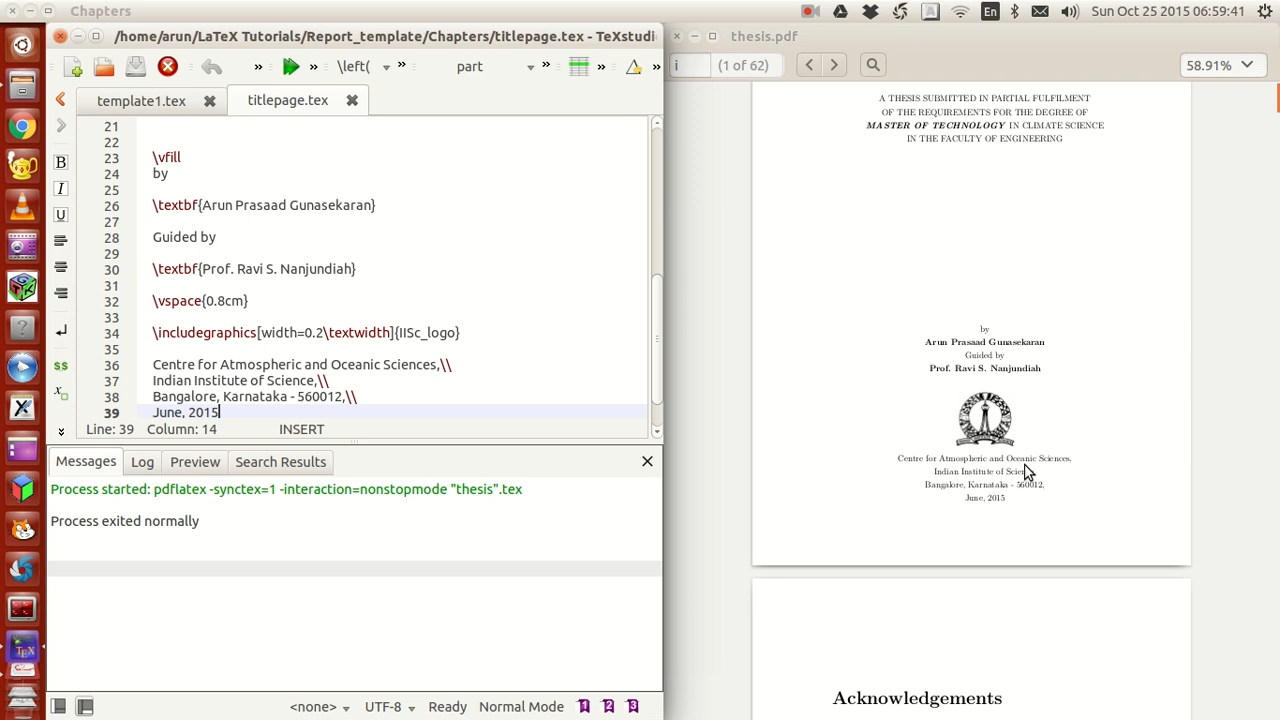 Chapters
En
Sun Oct 25 2015 06:59:41
/home/arun/LaTeX Tutorials/Report_template/Chapters/titlepage.tex - TeXstudi
thesis.pdf
» » \left( » part » » »
i (1 of 62) 58.91%
template1.tex titlepage.tex
21
22
23 \vfill
24 by
25
26 \textbf{Arun Prasaad Gunasekaran}
27
28 Guided by
29
30 \textbf{Prof. Ravi S. Nanjundiah}
31
32 \vspace{0.8cm}
33
34 \includegraphics[width=0.2\textwidth]{IISc_logo}
35
36 Centre for Atmospheric and Oceanic Sciences,\\
37 Indian Institute of Science,\\
38 Bangalore, Karnataka - 560012,\\
39 June, 2015
B
I
U
$$
Line: 39 Column: 14 INSERT
Messages Log Preview Search Results
Process started: pdflatex -synctex=1 -interaction=nonstopmode "thesis".tex
Process exited normally
<none> UTF-8 Ready Normal Mode 1 2 3
A THESIS SUBMITTED IN PARTIAL FULFILMENT
OF THE REQUIREMENTS FOR THE DEGREE OF
MASTER OF TECHNOLOGY IN CLIMATE SCIENCE
IN THE FACULTY OF ENGINEERING
by
Arun Prasaad Gunasekaran
Guided by
Prof. Ravi S. Nanjundiah
Centre for Atmospheric and Oceanic Sciences,
Indian Institute of Scien
Bangalore, Karnataka - 560012,
June, 2015
Acknowledgements